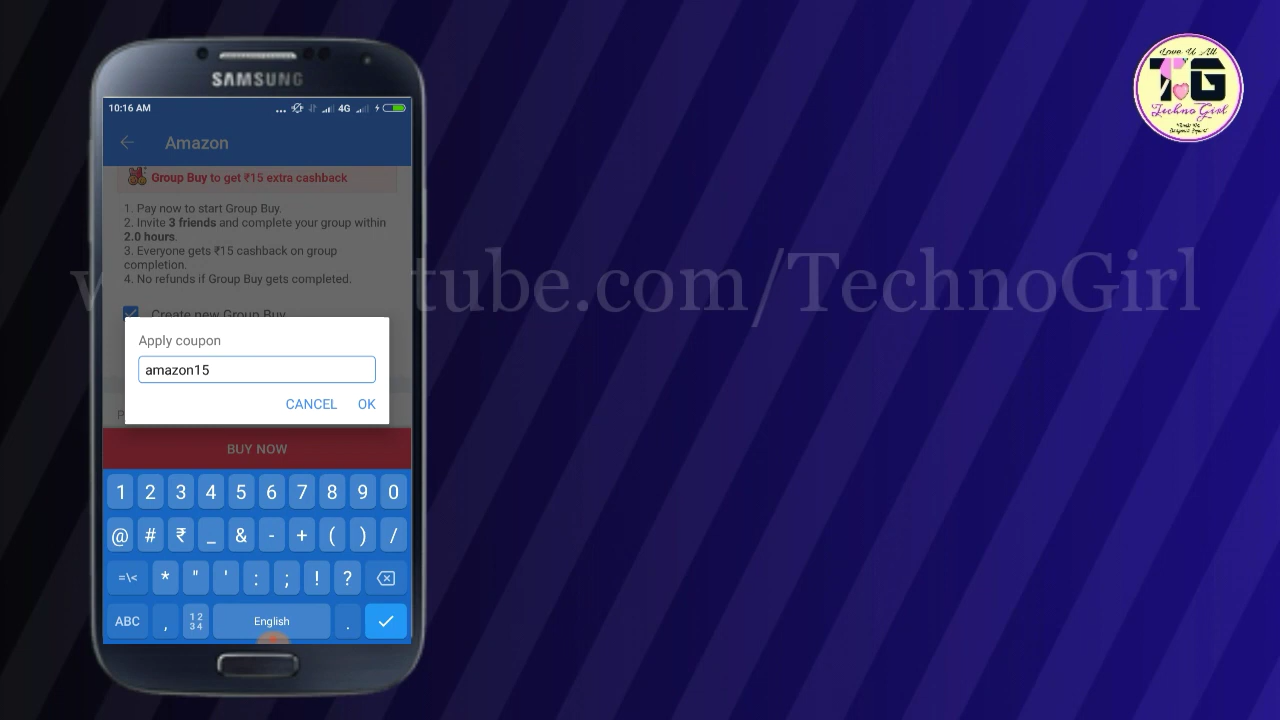 SAMSUNG
10:16 AM
4G
Amazon
Group Buy to get ₹15 extra cashback
1. Pay now to start Group Buy.
2. Invite 3 friends and complete your group within
2.0 hours.
3. Everyone gets ₹15 cashback on group
completion.
4. No refunds if Group Buy gets completed.
Create new Group Buy
Apply coupon
amazon15
CANCEL OK
P
BUY NOW
1 2 3 4 5 6 7 8 9 0
@ # ₹ _ & - + ( ) /
=\< * " ' : ; ! ?
ABC , 1 2 3 4 English .
tube.com/TechnoGirl
Love U All
TG
Techno Girl